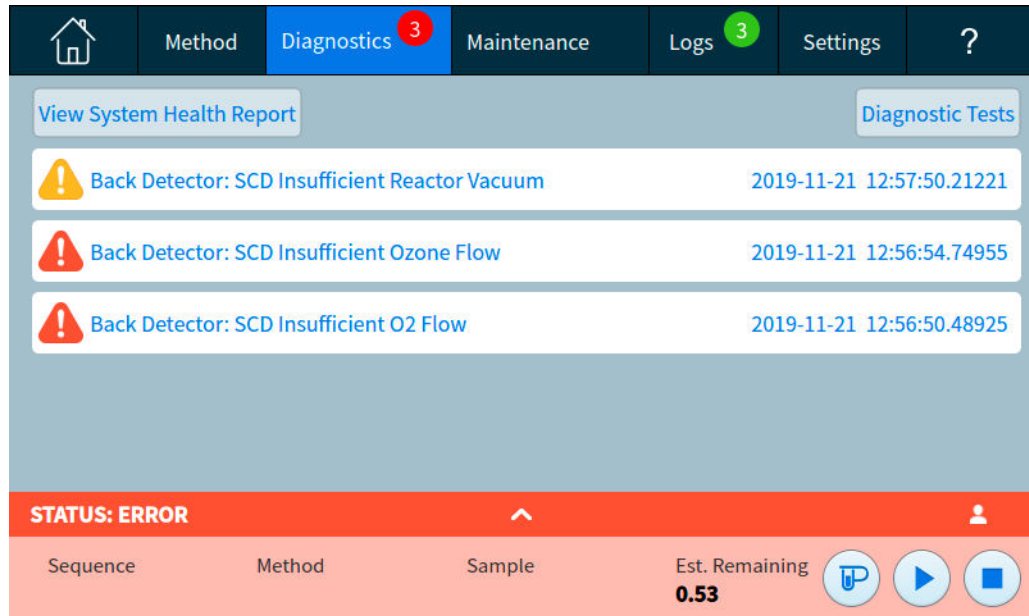 Method Diagnostics 3 Maintenance Logs 3 Settings ?
View System Health Report Diagnostic Tests
Back Detector: SCD Insufficient Reactor Vacuum 2019-11-21 12:57:50.21221
Back Detector: SCD Insufficient Ozone Flow 2019-11-21 12:56:54.74955
Back Detector: SCD Insufficient O2 Flow 2019-11-21 12:56:50.48925
STATUS: ERROR
Sequence Method Sample Est. Remaining
0.53